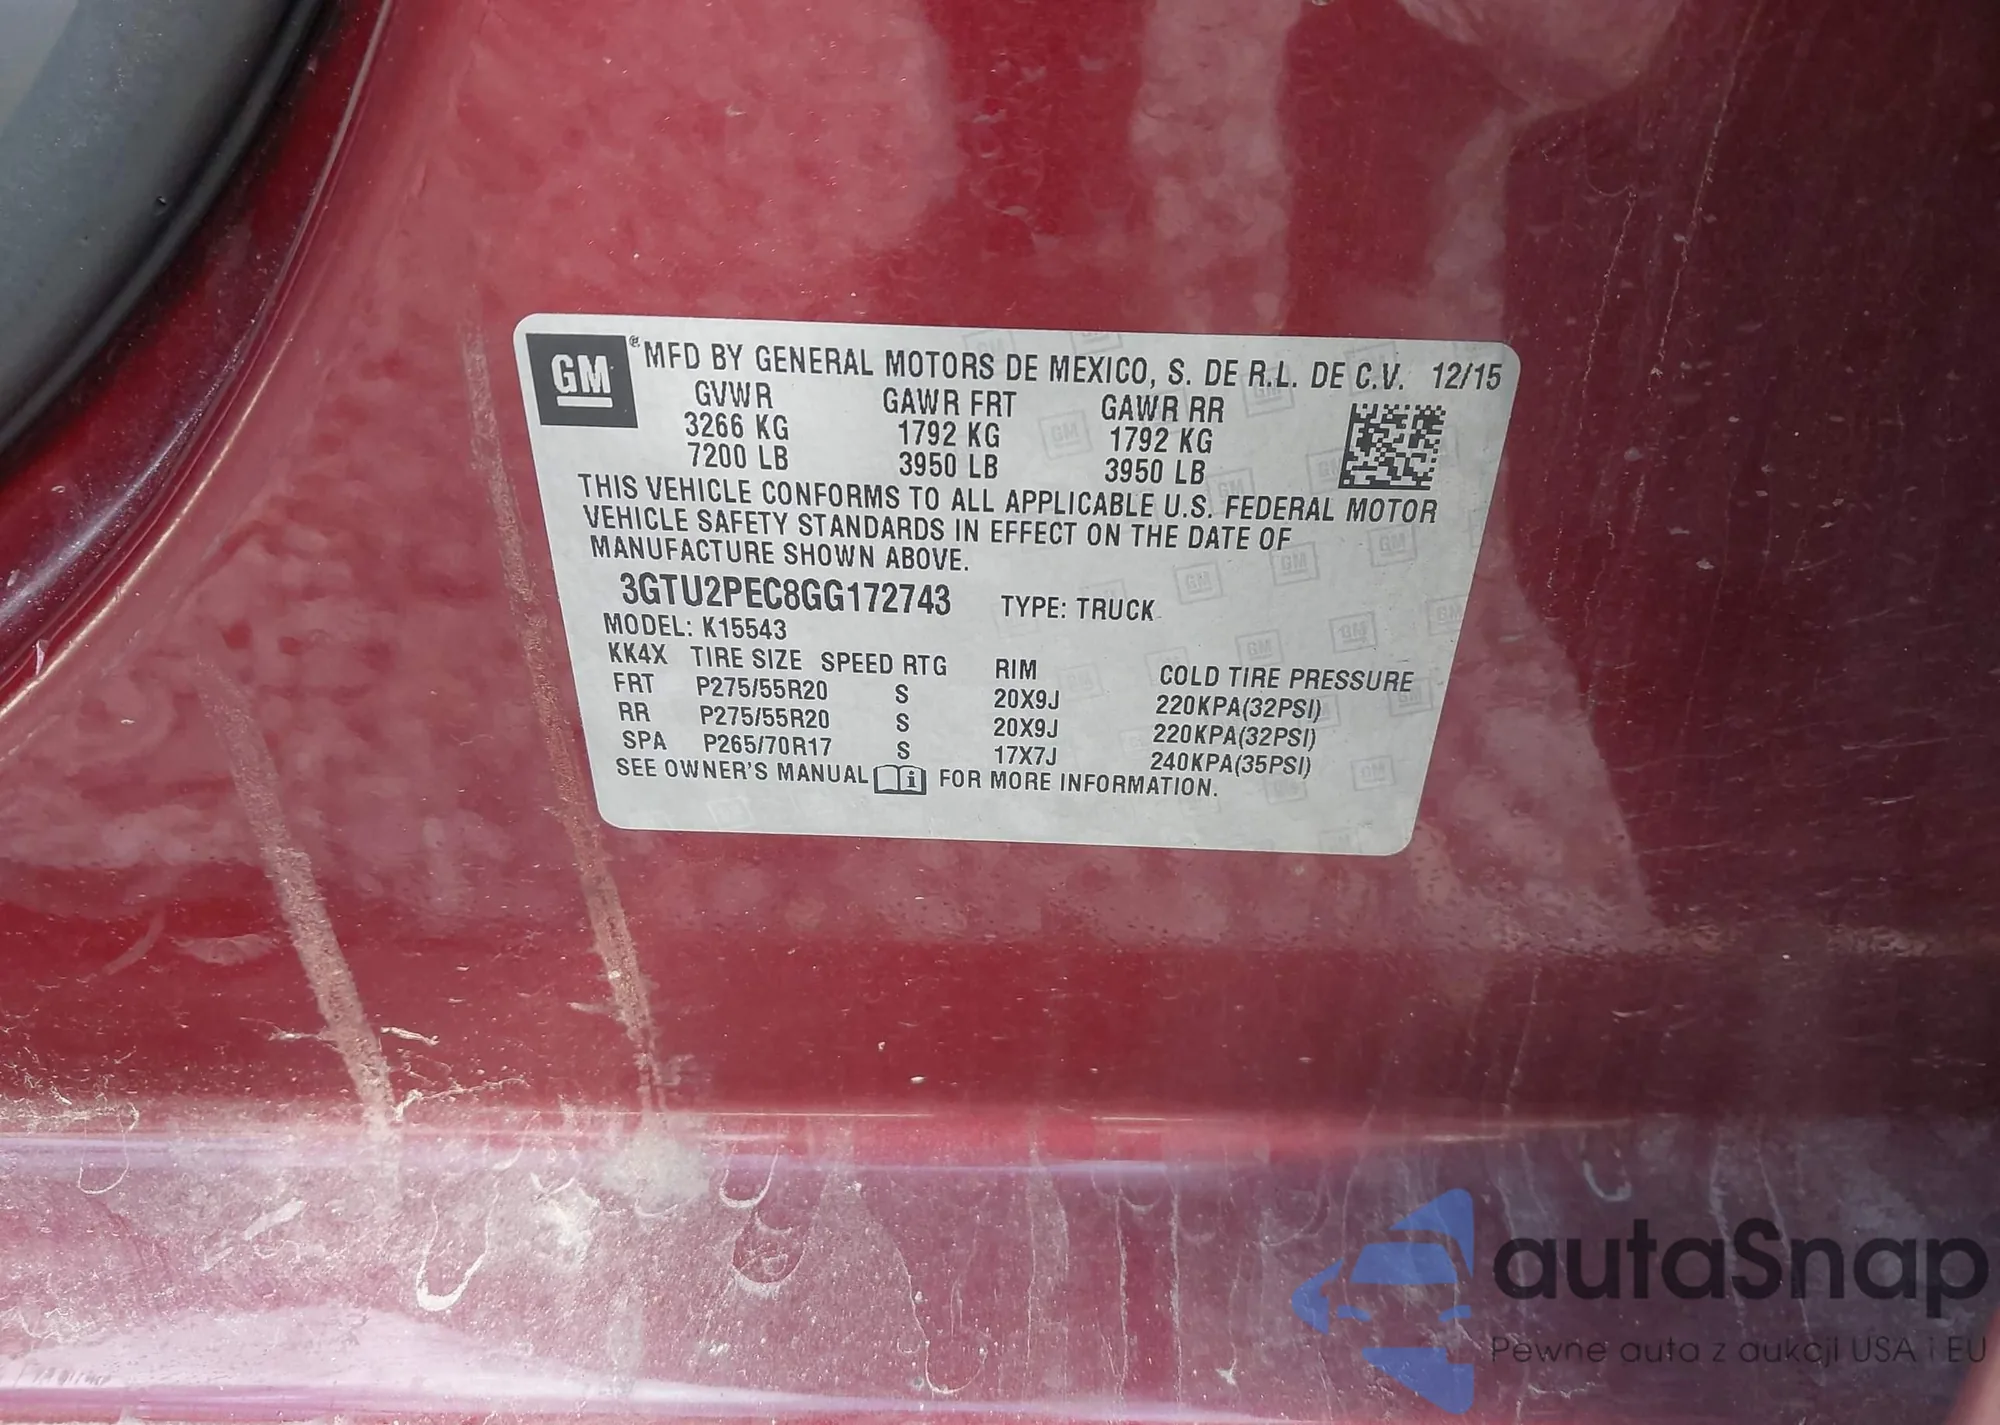 GM ® MFD BY GENERAL MOTORS DE MEXICO, S. DE R.L. DE C.V. 12/15
GVWR GAWR FRT GAWR RR
3266 KG 1792 KG 1792 KG
7200 LB 3950 LB 3950 LB
THIS VEHICLE CONFORMS TO ALL APPLICABLE U.S. FEDERAL MOTOR
VEHICLE SAFETY STANDARDS IN EFFECT ON THE DATE OF
MANUFACTURE SHOWN ABOVE.
3GTU2PEC8GG172743 TYPE: TRUCK
MODEL: K15543
KK4X TIRE SIZE SPEED RTG RIM COLD TIRE PRESSURE
FRT P275/55R20 S 20X9J 220KPA(32PSI)
RR P275/55R20 S 20X9J 220KPA(32PSI)
SPA P265/70R17 S 17X7J 240KPA(35PSI)
SEE OWNER'S MANUAL i FOR MORE INFORMATION.
autaSnap
Pewne auta z aukcji USA i EU